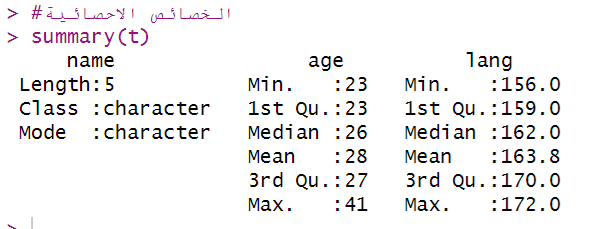 > #الخصائص الاحصائية
> summary(t)
     name                age            lang      
 Length:5           Min.   :23   Min.   :156.0  
 Class :character   1st Qu.:23   1st Qu.:159.0  
 Mode  :character   Median :26   Median :162.0  
                    Mean   :28   Mean   :163.8  
                    3rd Qu.:27   3rd Qu.:170.0  
                    Max.   :41   Max.   :172.0  
>